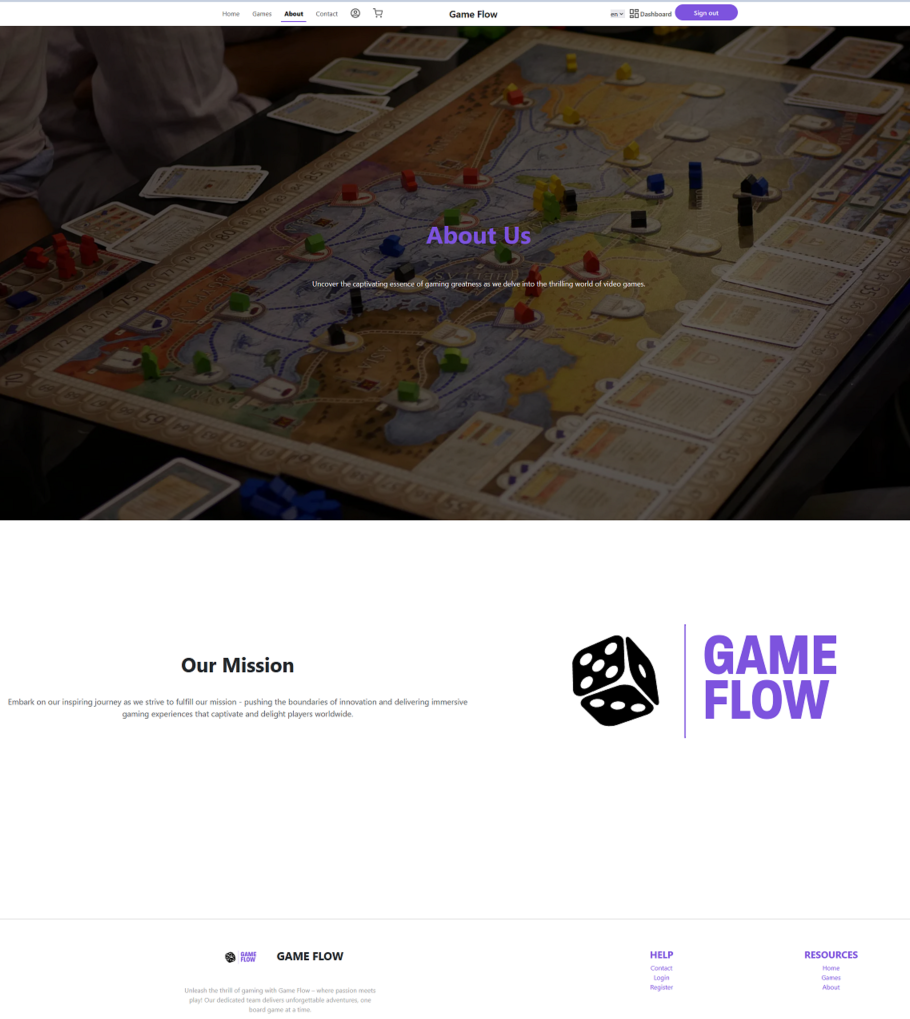 Home Games About Contact Game Flow en Dashboard Sign out
About Us
Uncover the captivating essence of gaming greatness as we delve into the thrilling world of video games.
Our Mission
Embark on our inspiring journey as we strive to fulfill our mission - pushing the boundaries of innovation and delivering immersive
gaming experiences that captivate and delight players worldwide.
GAME
FLOW
GAME
FLOW
GAME FLOW
Unleash the thrill of gaming with Game Flow – where passion meets
play! Our dedicated team delivers unforgettable adventures, one
board game at a time.
HELP
Contact
Login
Register
RESOURCES
Home
Games
About